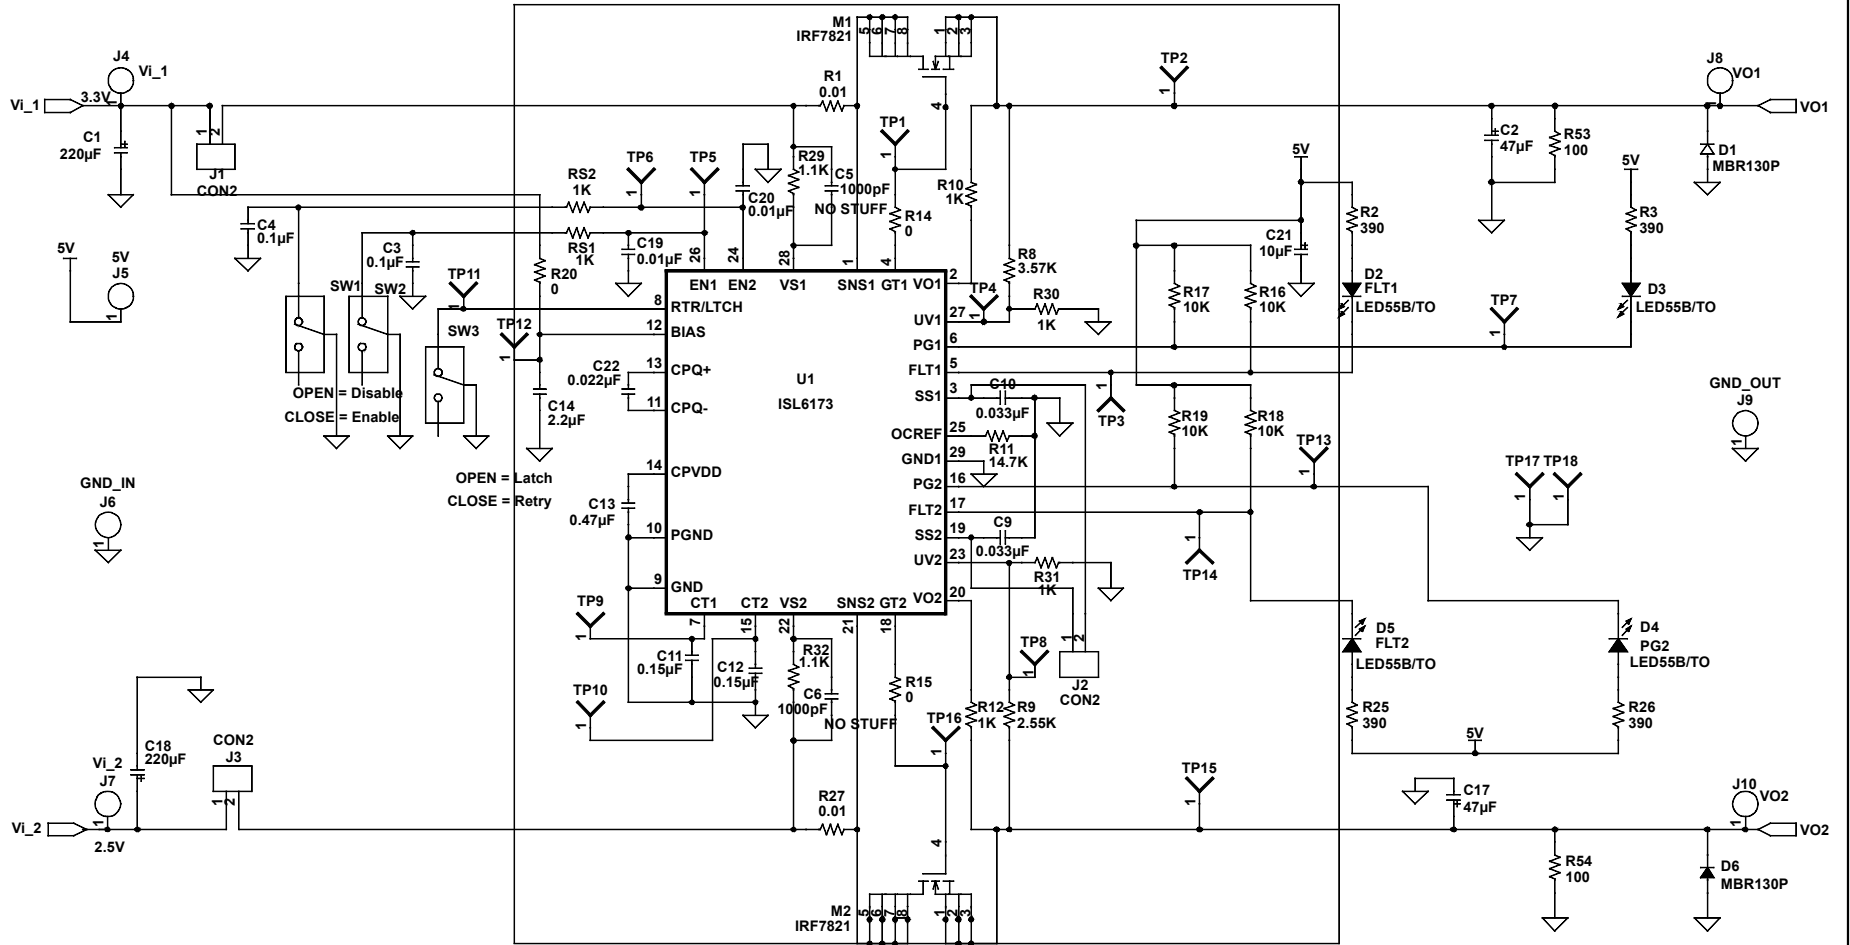 M1
IRF7821
5 6 7 8
1 2 3
4
J4
Vi_1
1
Vi_1
3.3V
C1
220µF
1 2
J1
CON2
R1
0.01
TP1
1
TP2
1
J8
VO1
1
VO1
C2
47µF
R53
100
D1
MBR130P
RS2
1K
TP6
1
TP5
1
C20
0.01µF
R29
1.1K
C5
1000pF
NO STUFF
R14
0
R10
1K
5V
5V
R2
390
R3
390
C4
0.1µF
RS1
1K
C3
0.1µF
C19
0.01µF
C21
10µF
5V
5V
J5
1
SW1
SW2
TP11
1
R20
0
26
24
28
1
4
EN1
EN2
VS1
SNS1
GT1
VO1
2
R8
3.57K
TP4
1
R30
1K
R17
10K
R16
10K
D2
FLT1
LED55B/TO
TP7
1
D3
LED55B/TO
8
RTR/LTCH
SW3
TP12
1
12
BIAS
27
UV1
6
PG1
13
CPQ+
C22
0.022µF
11
CPQ-
U1
ISL6173
5
FLT1
3
SS1
C10
0.033µF
1
TP3
OPEN = Disable
CLOSE = Enable
C14
2.2µF
25
OCREF
R11
14.7K
R19
10K
R18
10K
TP13
1
GND_OUT
J9
1
29
GND1
OPEN = Latch
CLOSE = Retry
14
CPVDD
C13
0.47µF
16
PG2
17
FLT2
TP17
1
TP18
1
GND_IN
J6
1
10
PGND
19
SS2
C9
0.033µF
1
TP14
23
UV2
R31
1K
9
GND
20
VO2
CT1
CT2
VS2
SNS2
GT2
7
15
22
21
18
TP9
1
C11
0.15µF
C12
0.15µF
R32
1.1K
C6
1000pF
NO STUFF
R15
0
TP8
1
1 2
J2
CON2
D5
FLT2
LED55B/TO
D4
PG2
LED55B/TO
TP10
1
TP16
1
R12
1K
R9
2.55K
R25
390
R26
390
5V
C18
220µF
CON2
J3
1 2
Vi_2
J7
1
Vi_2
2.5V
R27
0.01
TP15
1
C17
47µF
J10
VO2
1
VO2
4
R54
100
D6
MBR130P
M2
IRF7821
5 6 7 8
1 2 3